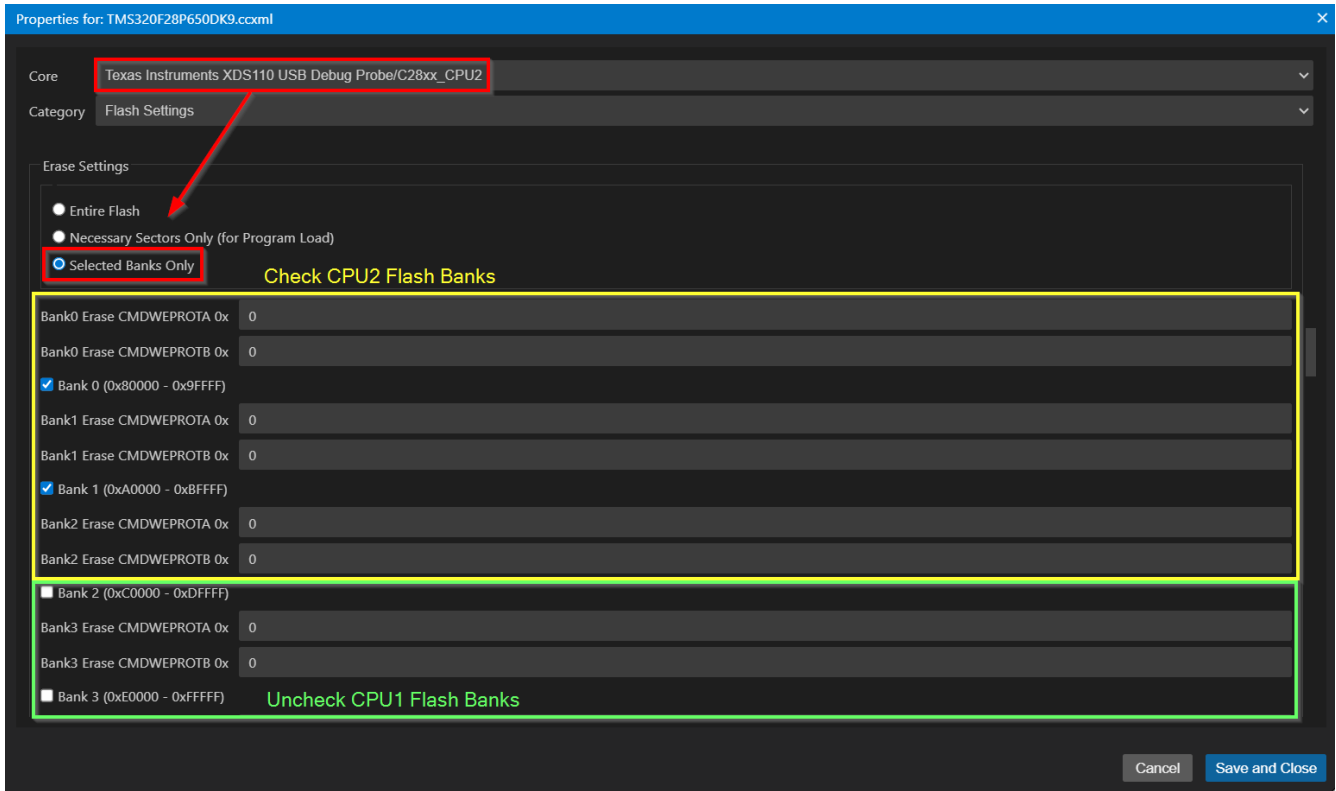 Properties for: TMS320F28P650DK9.ccxml
Core Texas Instruments XDS110 USB Debug Probe/C28xx_CPU2
Category Flash Settings
Erase Settings
Entire Flash
Necessary Sectors Only (for Program Load)
Selected Banks Only
Check CPU2 Flash Banks
Bank0 Erase CMDWEPROTA 0x 0
Bank0 Erase CMDWEPROTB 0x 0
Bank 0 (0x80000 - 0x9FFFF)
Bank1 Erase CMDWEPROTA 0x 0
Bank1 Erase CMDWEPROTB 0x 0
Bank 1 (0xA0000 - 0xBFFFF)
Bank2 Erase CMDWEPROTA 0x 0
Bank2 Erase CMDWEPROTB 0x 0
Bank 2 (0xC0000 - 0xDFFFF)
Bank3 Erase CMDWEPROTA 0x 0
Bank3 Erase CMDWEPROTB 0x 0
Bank 3 (0xE0000 - 0xFFFFF)
Uncheck CPU1 Flash Banks
Cancel Save and Close